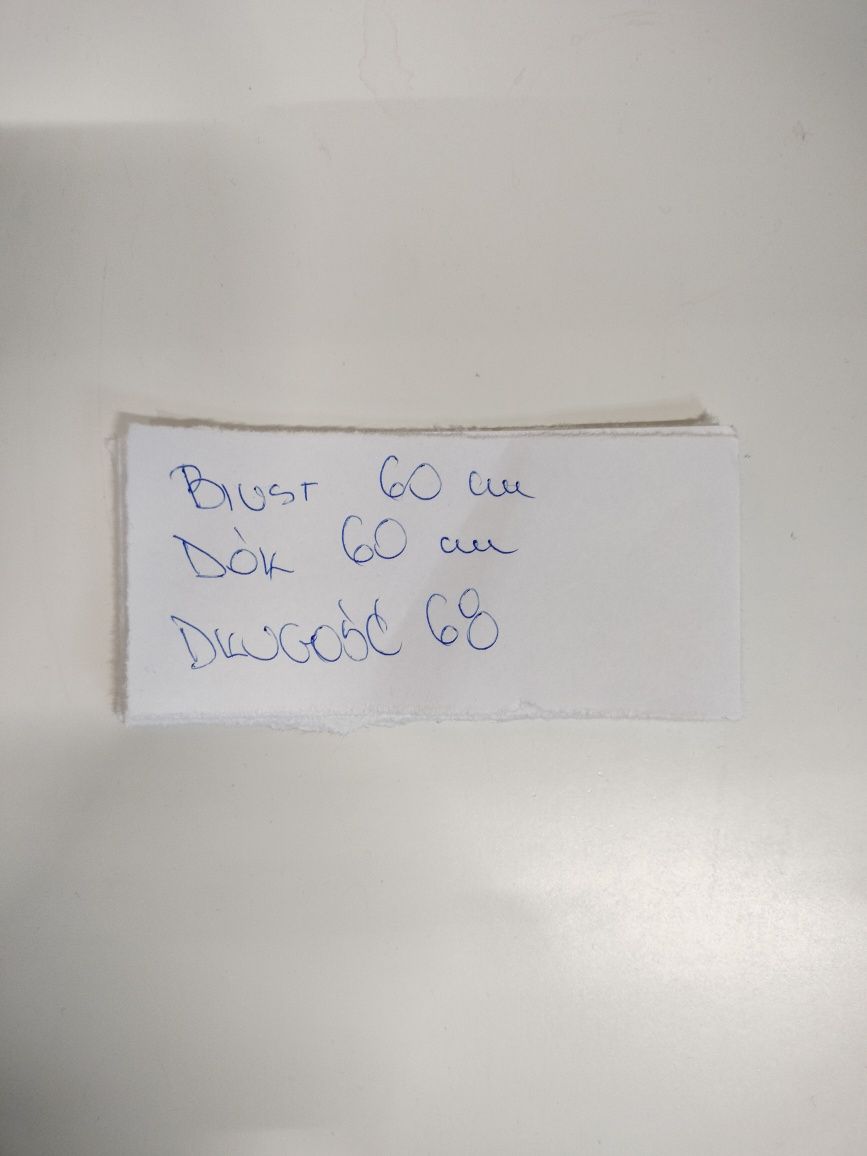 BIUST 60 cm
DÓŁ 60 cm
DŁUGOŚĆ 68